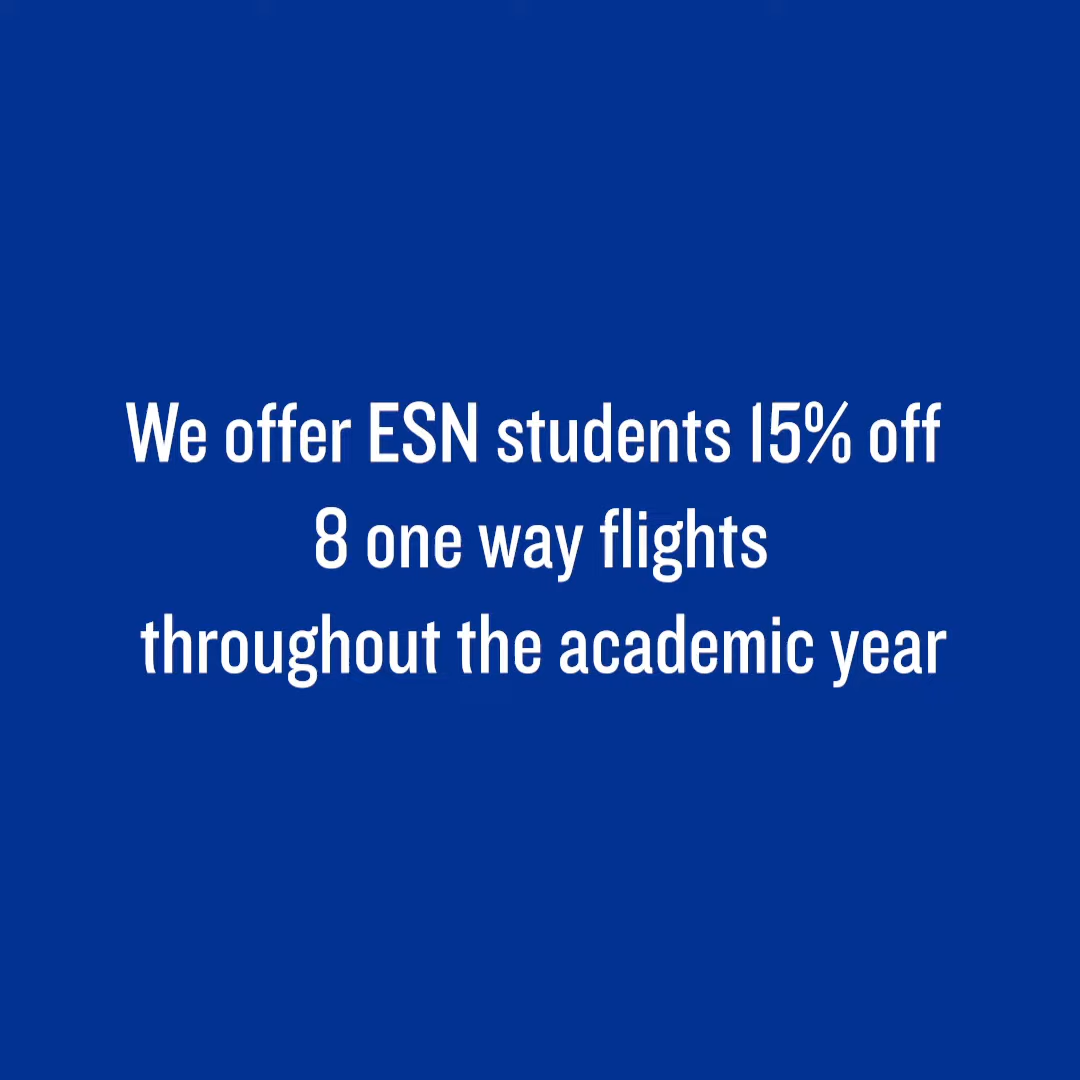 We offer ESN students 15% off
8 one way flights
throughout the academic year